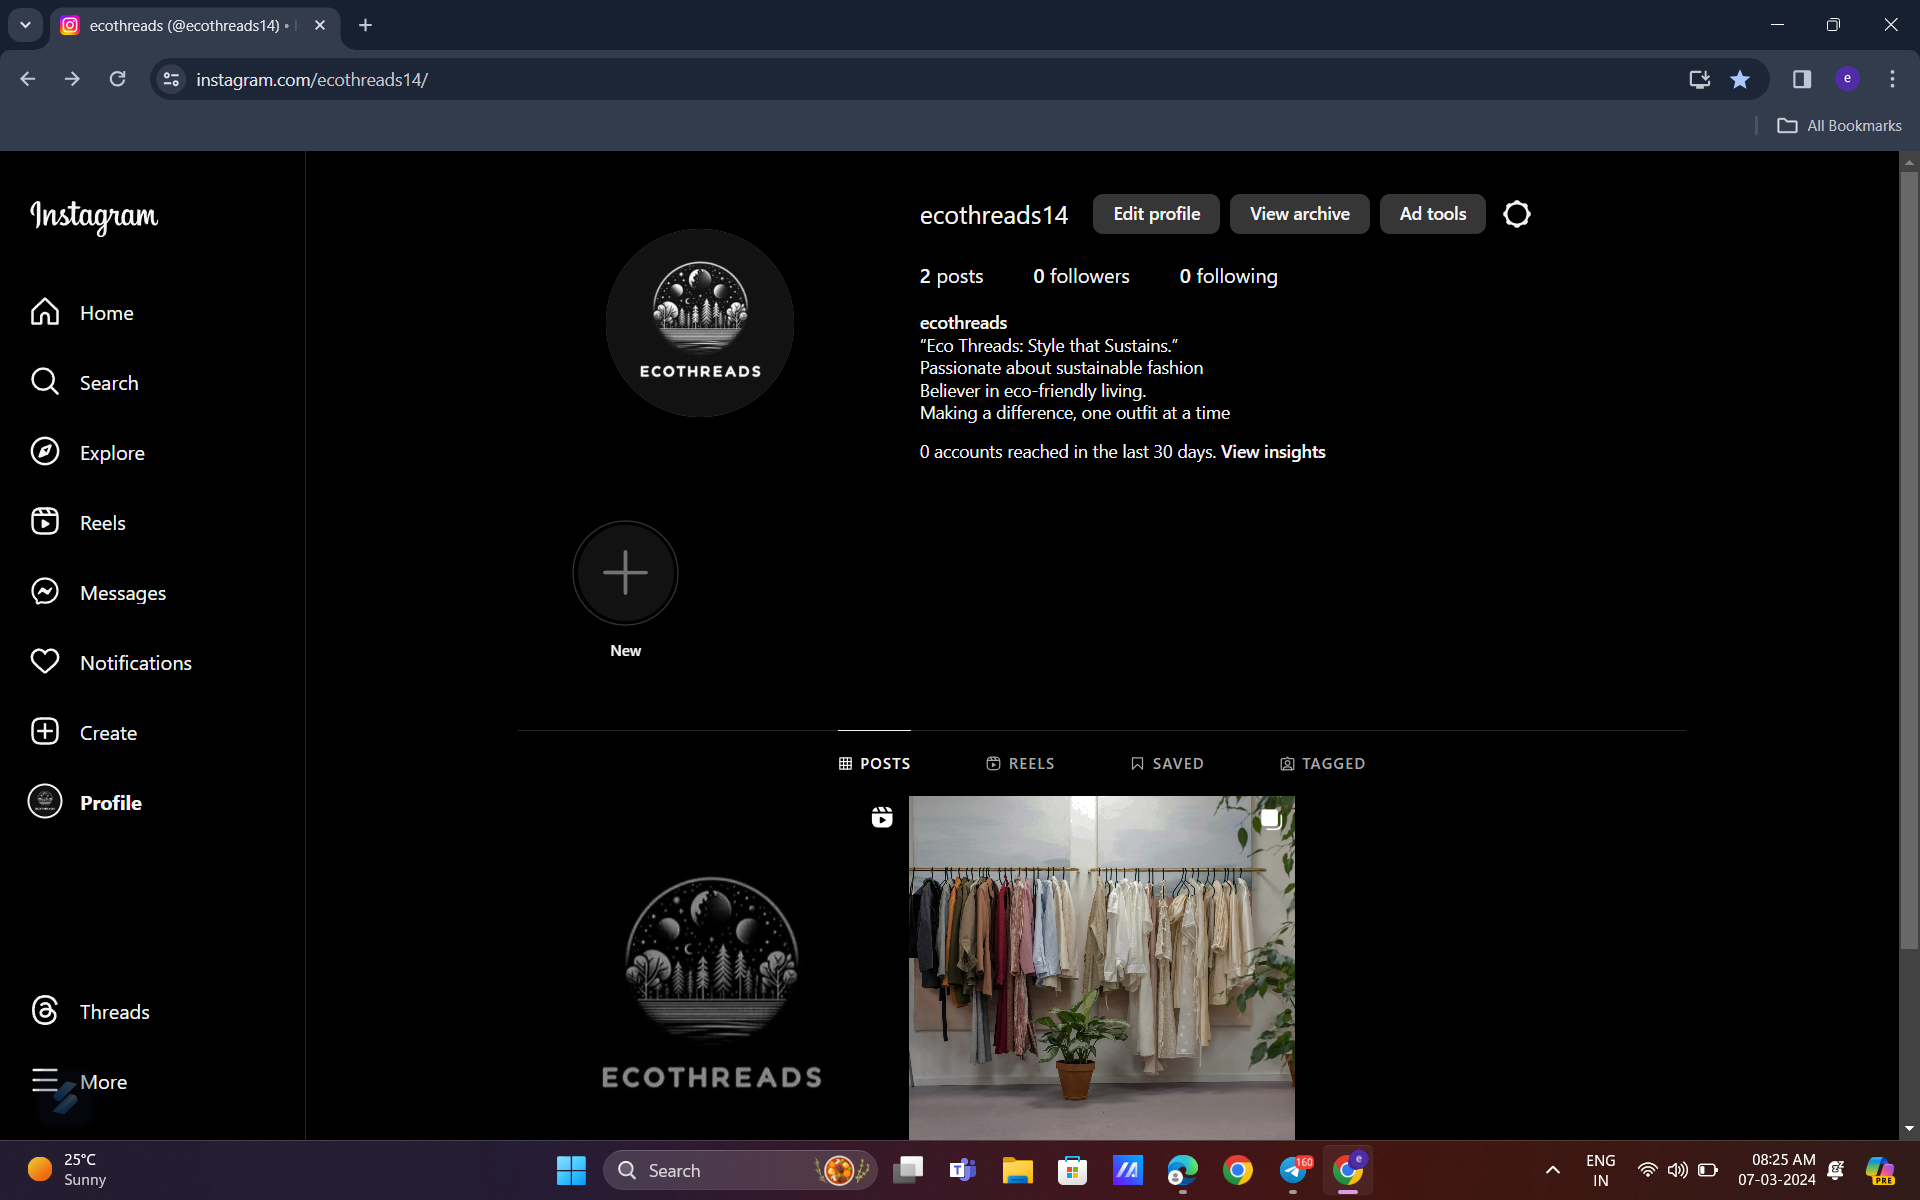 ecothreads (@ecothreads14) •
instagram.com/ecothreads14/
e
All Bookmarks
Instagram
Home
Search
Explore
Reels
Messages
Notifications
Create
Profile
Threads
More
ECOTHREADS
ecothreads14
Edit profile
View archive
Ad tools
2 posts
0 followers
0 following
ecothreads
“Eco Threads: Style that Sustains.”
Passionate about sustainable fashion
Believer in eco-friendly living.
Making a difference, one outfit at a time
0 accounts reached in the last 30 days. View insights
New
POSTS
REELS
SAVED
TAGGED
ECOTHREADS
25°C
Sunny
Search
160
e
ENG
IN
08:25 AM
07-03-2024
PRE